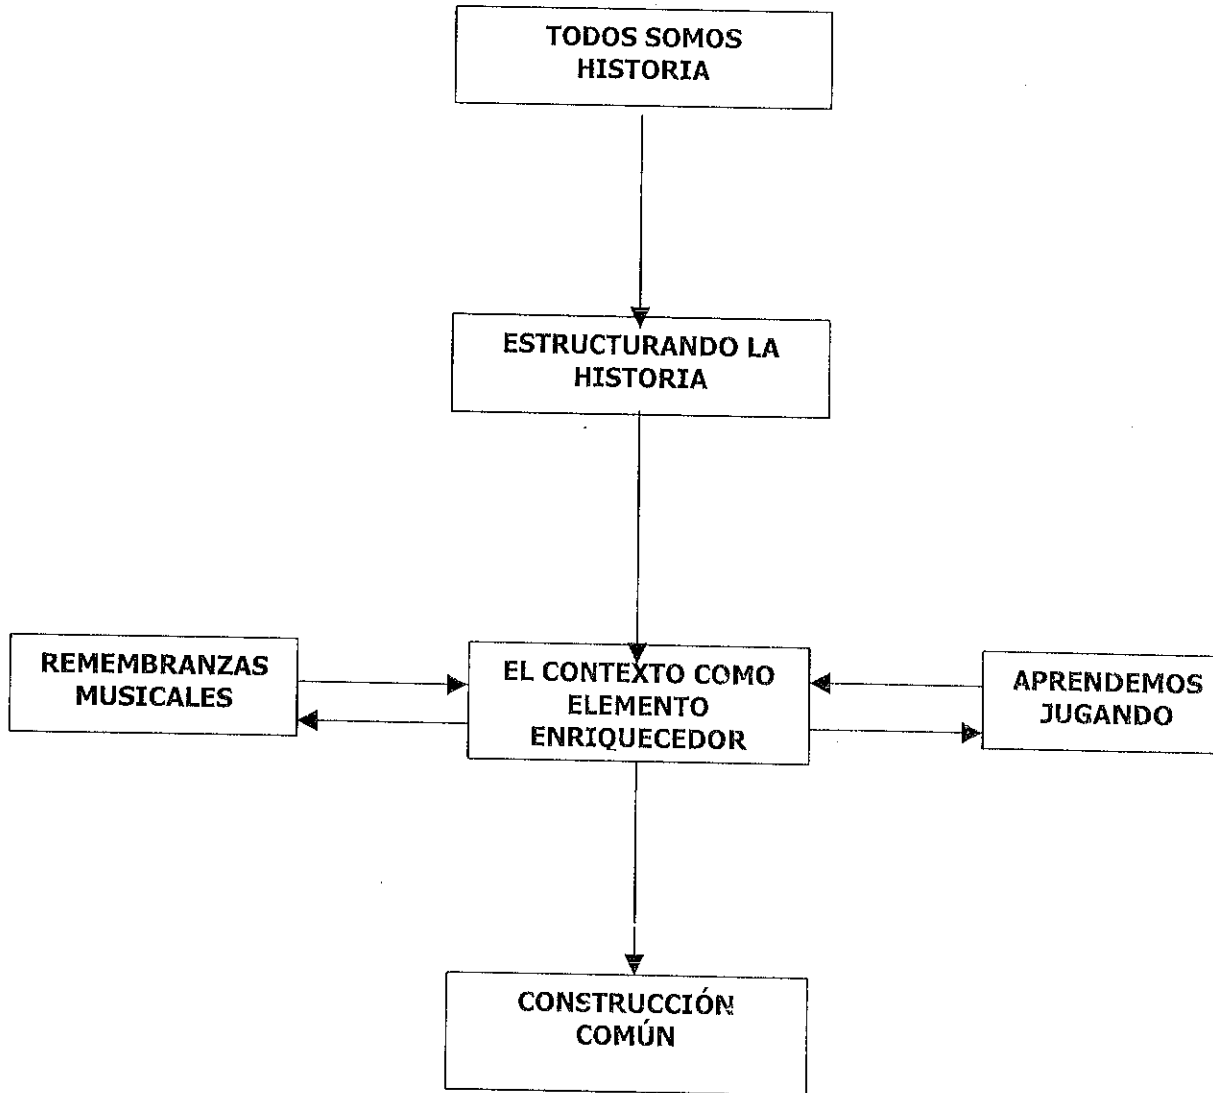 TODOS SOMOS
HISTORIA
ESTRUCTURANDO LA
HISTORIA
REMEMBRANZAS
MUSICALES
EL CONTEXTO COMO
ELEMENTO
ENRIQUECEDOR
APRENDEMOS
JUGANDO
CONSTRUCCIÓN
COMÚN